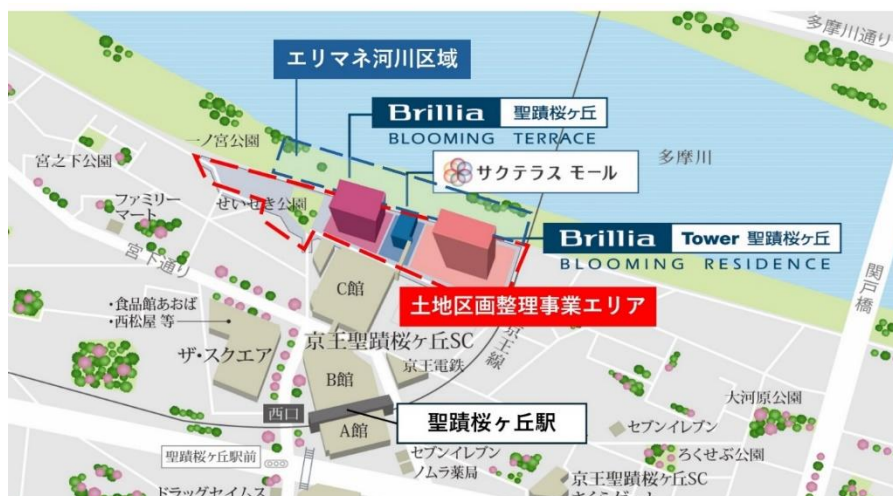 多摩川通り
エリマネ河川区域
Brillia 聖蹟桜ヶ丘
BLOOMING TERRACE
一ノ宮公園
多摩川
宮之下公園
サクテラス モール
せいせき公園
ファミリー
マート
Brillia Tower 聖蹟桜ヶ丘
BLOOMING RESIDENCE
宮下通り
関戸橋
C館
土地区画整理事業エリア
・食品館あおば
・西松屋 等
京王聖蹟桜ヶ丘SC
京王線
ザ・スクエア
B館
京王電鉄
大河原公園
西口
聖蹟桜ヶ丘駅
セブンイレブン
A館
聖蹟桜ヶ丘駅前
セブンイレブン
ノムラ薬局
ろくせぶ公園
京王聖蹟桜ヶ丘SC
ドラッグセイムス